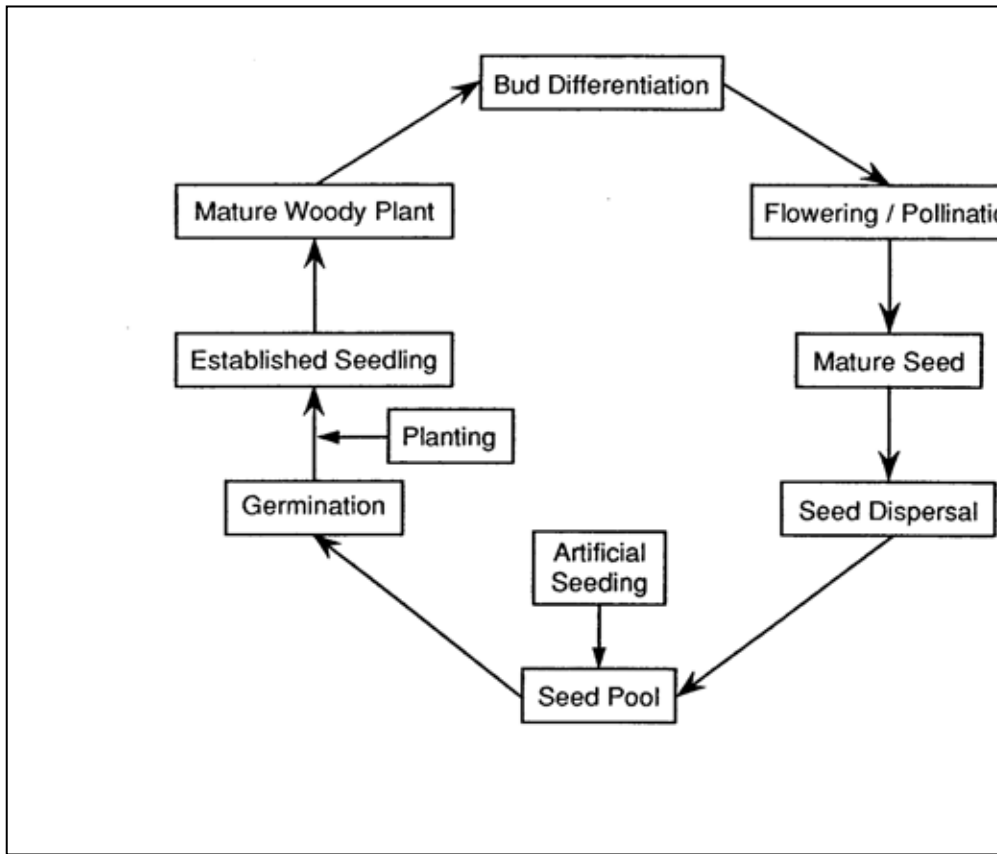 Bud Differentiation
Mature Woody Plant
Flowering / Pollinatio
Established Seedling
Mature Seed
Planting
Germination
Seed Dispersal
Artificial
Seeding
Seed Pool